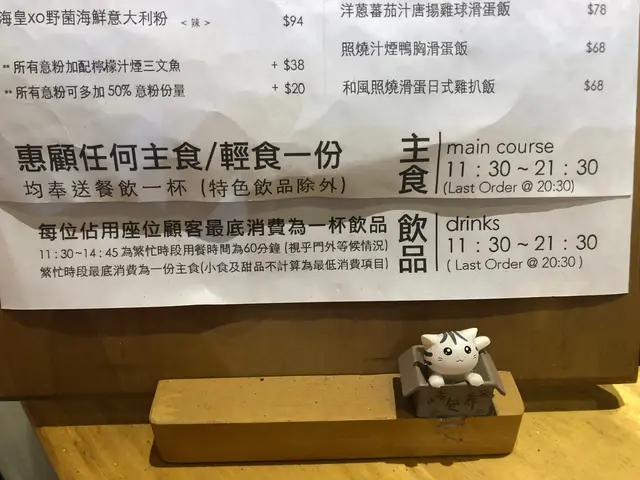 海皇xo野菌海鮮意大利粉 <辣> $94
** 所有意粉加配檸檬汁煙三文魚 + $38
** 所有意粉可多加 50% 意粉份量 + $20
洋蔥蕃茄汁唐揚雞球滑蛋飯 $78
照燒汁煙鴨胸滑蛋飯 $68
和風照燒滑蛋日式雞扒飯 $68
惠顧任何主食/輕食一份
均奉送餐飲一杯 (特色飲品除外)
主食
main course
11 : 30 ~ 21 : 30
(Last Order @ 20:30)
每位佔用座位顧客最底消費為一杯飲品
11 : 30~14 : 45 為繁忙時段用餐時間為60分鐘 (視乎門外等候情況)
繁忙時段最底消費為一份主食(小食及甜品不計算為最低消費項目)
飲品
drinks
11 : 30 ~ 21 : 30
( Last Order @ 20:30 )